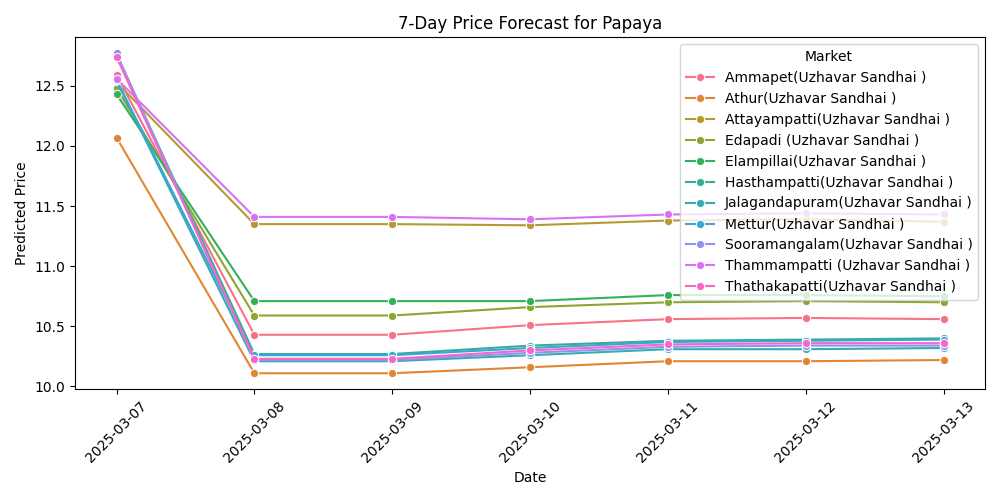 7-Day Price Forecast for Papaya
Predicted Price
12.5
12.0
11.5
11.0
10.5
10.0
Market
Ammapet(Uzhavar Sandhai )
Athur(Uzhavar Sandhai )
Attayampatti(Uzhavar Sandhai )
Edapadi (Uzhavar Sandhai )
Elampillai(Uzhavar Sandhai )
Hasthampatti(Uzhavar Sandhai )
Jalagandapuram(Uzhavar Sandhai )
Mettur(Uzhavar Sandhai )
Sooramangalam(Uzhavar Sandhai )
Thammampatti (Uzhavar Sandhai )
Thathakapatti(Uzhavar Sandhai )
2025-03-07
2025-03-08
2025-03-09
2025-03-10
2025-03-11
2025-03-12
2025-03-13
Date